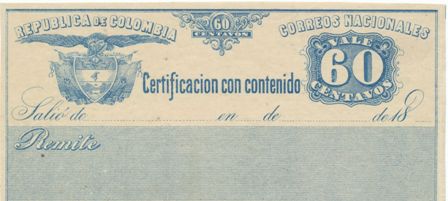 REPUBLICA DE COLOMBIA
60
CENTAVOS
CORREOS NACIONALES
Certificacion con contenido
VALE
60
CENTAVOS
Salió de en de de 18
Remite